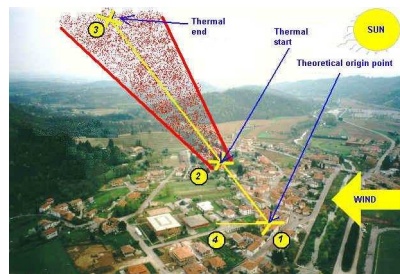 3
Thermal
end
Thermal
start
SUN
Theoretical origin point
2
WIND
4
1